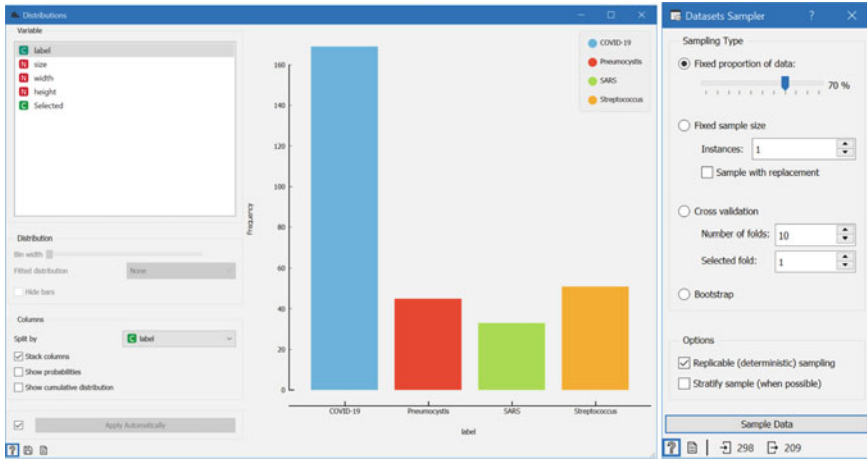 Distributions
Variable
C label
N size
N width
N height
C Selected
Distribution
Bin width
Fitted distribution None
Hide bars
Columns
Split by C label
Stack columns
Show probabilities
Show cumulative distribution
Apply Automatically
?
COVID-19
Pneumocystis
SARS
Streptococcus
160
140
120
100
80
60
40
20
0
Frequency
COVID-19 Pneumocystis SARS Streptococcus
label
Datasets Sampler ?
Sampling Type
Fixed proportion of data:
70 %
Fixed sample size
Instances: 1
Sample with replacement
Cross validation
Number of folds: 10
Selected fold: 1
Bootstrap
Options
Replicable (deterministic) sampling
Stratify sample (when possible)
Sample Data
? 298 209